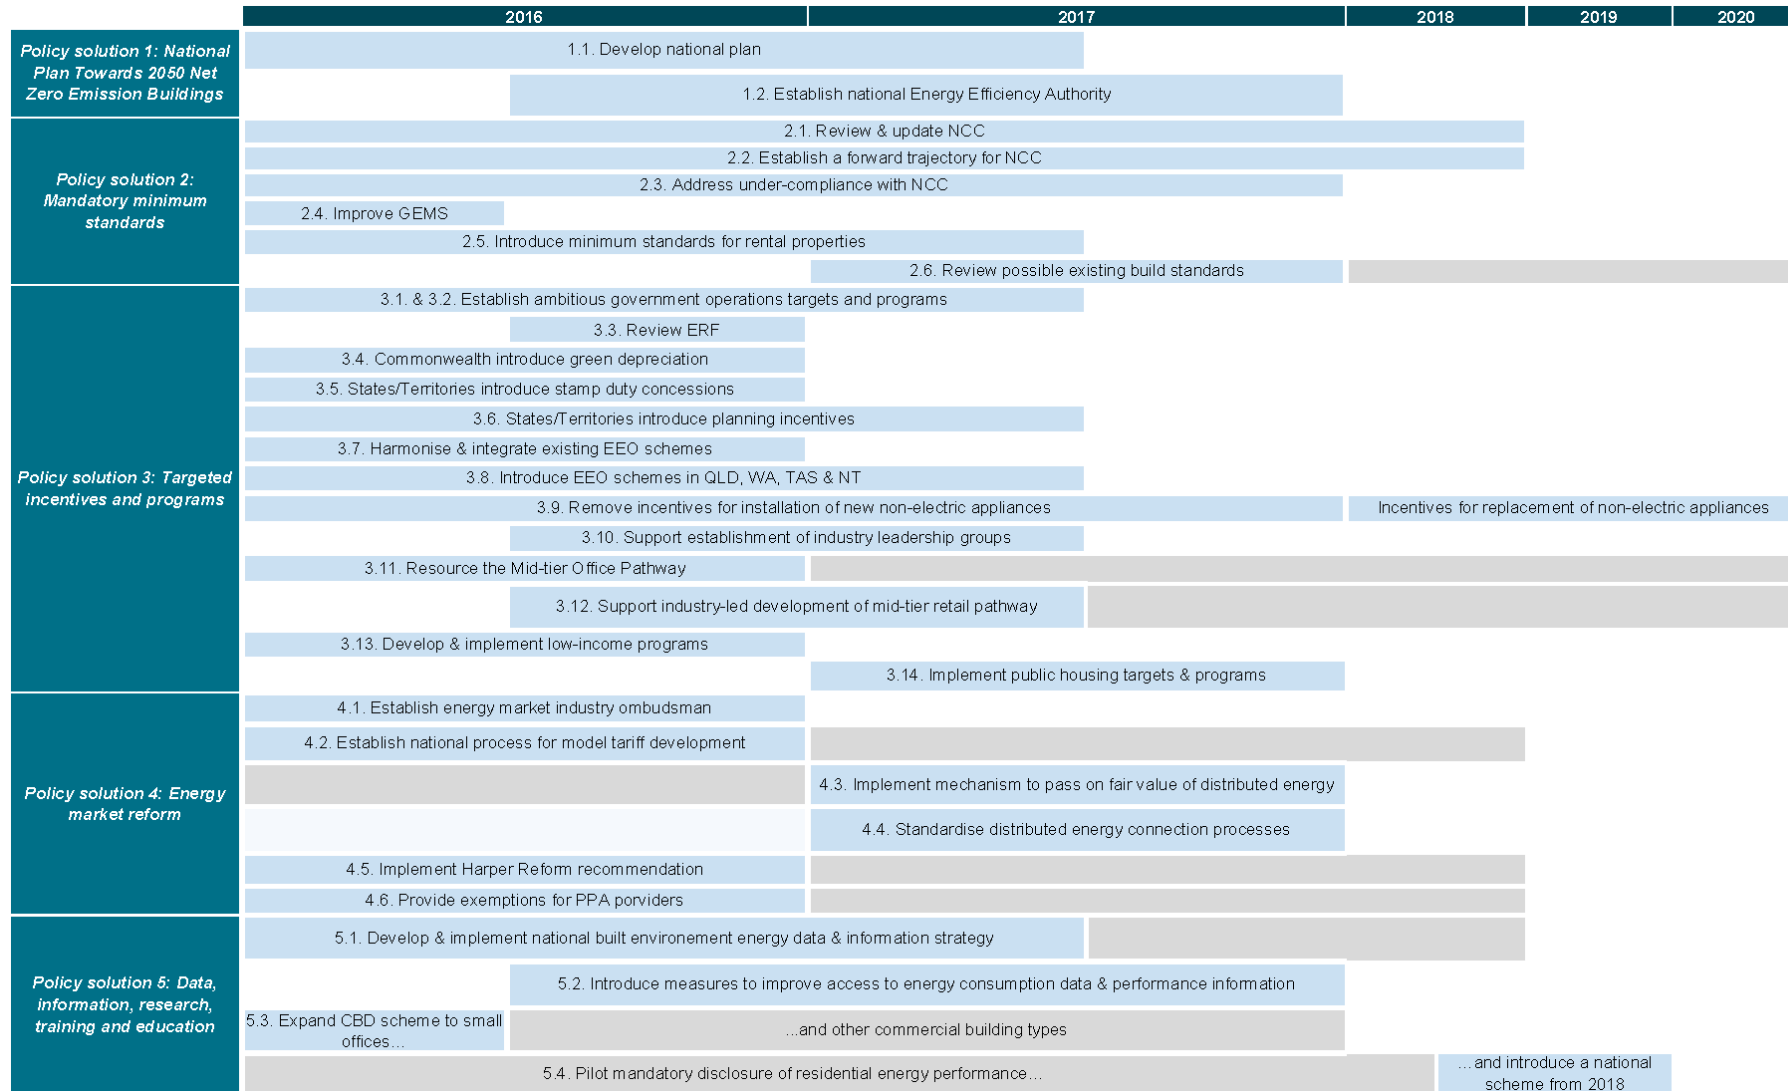 2016 2017 2018 2019 2020
Policy solution 1: National
Plan Towards 2050 Net
Zero Emission Buildings
1.1. Develop national plan
1.2. Establish national Energy Efficiency Authority
Policy solution 2:
Mandatory minimum
standards
2.1. Review & update NCC
2.2. Establish a forward trajectory for NCC
2.3. Address under-compliance with NCC
2.4. Improve GEMS
2.5. Introduce minimum standards for rental properties
2.6. Review possible existing build standards
Policy solution 3: Targeted
incentives and programs
3.1. & 3.2. Establish ambitious government operations targets and programs
3.3. Review ERF
3.4. Commonwealth introduce green depreciation
3.5. States/Territories introduce stamp duty concessions
3.6. States/Territories introduce planning incentives
3.7. Harmonise & integrate existing EEO schemes
3.8. Introduce EEO schemes in QLD, WA, TAS & NT
3.9. Remove incentives for installation of new non-electric appliances
Incentives for replacement of non-electric appliances
3.10. Support establishment of industry leadership groups
3.11. Resource the Mid-tier Office Pathway
3.12. Support industry-led development of mid-tier retail pathway
3.13. Develop & implement low-income programs
3.14. Implement public housing targets & programs
Policy solution 4: Energy
market reform
4.1. Establish energy market industry ombudsman
4.2. Establish national process for model tariff development
4.3. Implement mechanism to pass on fair value of distributed energy
4.4. Standardise distributed energy connection processes
4.5. Implement Harper Reform recommendation
4.6. Provide exemptions for PPA porviders
Policy solution 5: Data,
information, research,
training and education
5.1. Develop & implement national built environement energy data & information strategy
5.2. Introduce measures to improve access to energy consumption data & performance information
5.3. Expand CBD scheme to small
offices...
...and other commercial building types
5.4. Pilot mandatory disclosure of residential energy performance...
...and introduce a national
scheme from 2018